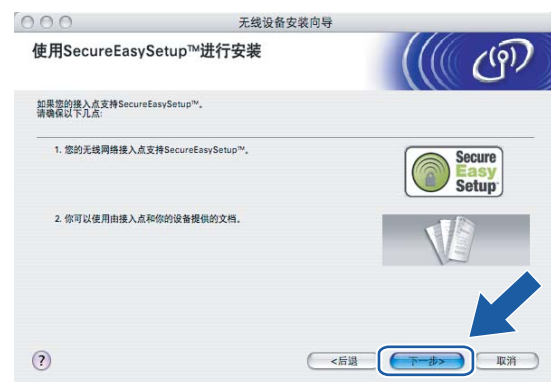 无线设备安装向导
使用SecureEasySetup™进行安装
如果您的接入点支持SecureEasySetup™。
请确保以下几点:
1. 您的无线网络接入点支持SecureEasySetup™。
Secure
Easy
Setup™
2. 你可以使用由接入点和你的设备提供的文档。
?
<后退
下一步>
取消